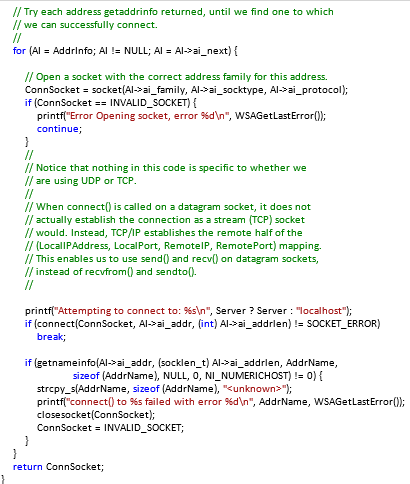 // Try each address getaddrinfo returned, until we find one to which
// we can successfully connect.
//
for (AI = AddrInfo; AI != NULL; AI = AI->ai_next) {
// Open a socket with the correct address family for this address.
ConnSocket = socket(AI->ai_family, AI->ai_socktype, AI->ai_protocol);
if (ConnSocket == INVALID_SOCKET) {
printf("Error Opening socket, error %d\n", WSAGetLastError());
continue;
}
//
// Notice that nothing in this code is specific to whether we
// are using UDP or TCP.
//
// When connect() is called on a datagram socket, it does not
// actually establish the connection as a stream (TCP) socket
// would. Instead, TCP/IP establishes the remote half of the
// (LocalIPAddress, LocalPort, RemoteIP, RemotePort) mapping.
// This enables us to use send() and recv() on datagram sockets,
// instead of recvfrom() and sendto().
//
printf("Attempting to connect to: %s\n", Server ? Server : "localhost");
if (connect(ConnSocket, AI->ai_addr, (int) AI->ai_addrlen) != SOCKET_ERROR)
break;
if (getnameinfo(AI->ai_addr, (socklen_t) AI->ai_addrlen, AddrName,
sizeof (AddrName), NULL, 0, NI_NUMERICHOST) != 0) {
strcpy_s(AddrName, sizeof (AddrName), "<unknown>");
printf("connect() to %s failed with error %d\n", AddrName, WSAGetLastError());
closesocket(ConnSocket);
ConnSocket = INVALID_SOCKET;
}
}
return ConnSocket;
}